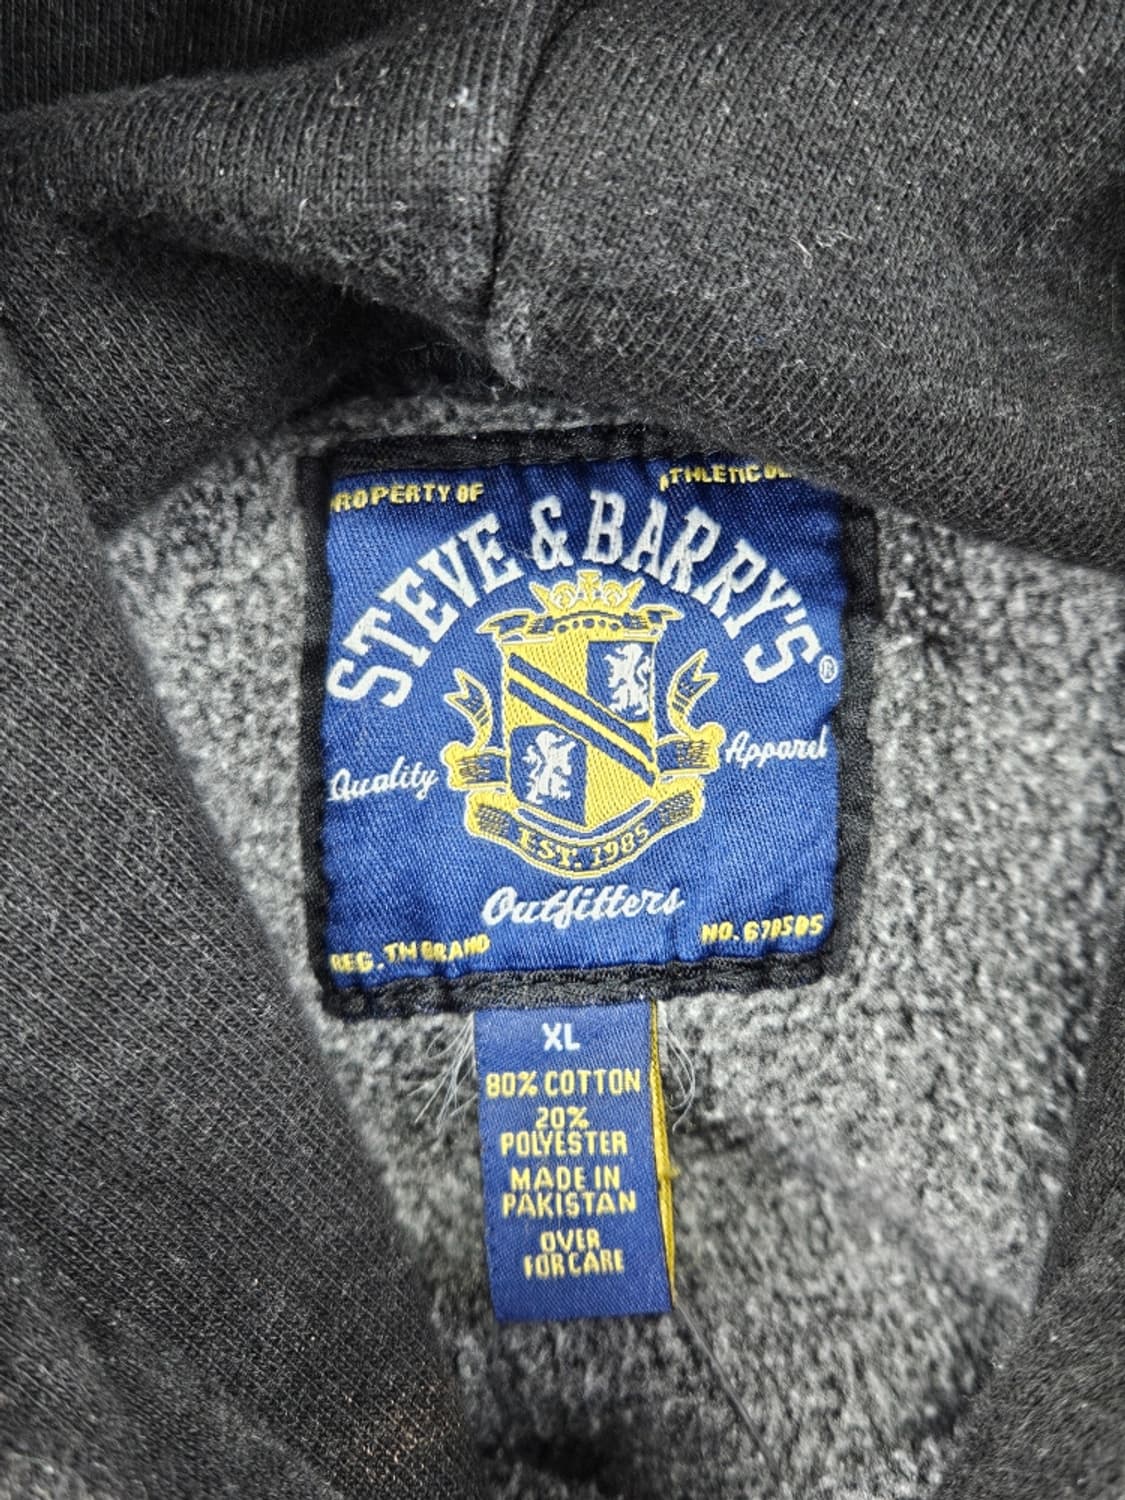 PROPERTY OF ATHLETIC
STEVE & BARRY'S®
Quality Apparel
EST. 1985
Outfitters
REG. TM BRAND NO. 678505
XL
80% COTTON
20%
POLYESTER
MADE IN
PAKISTAN
OVER
FOR CARE